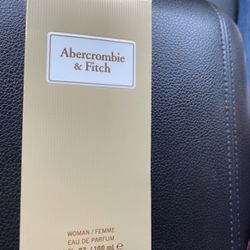 Abercrombie
& Fitch
WOMAN / FEMME
EAU DE PARFUM
/ 100 mL ℮